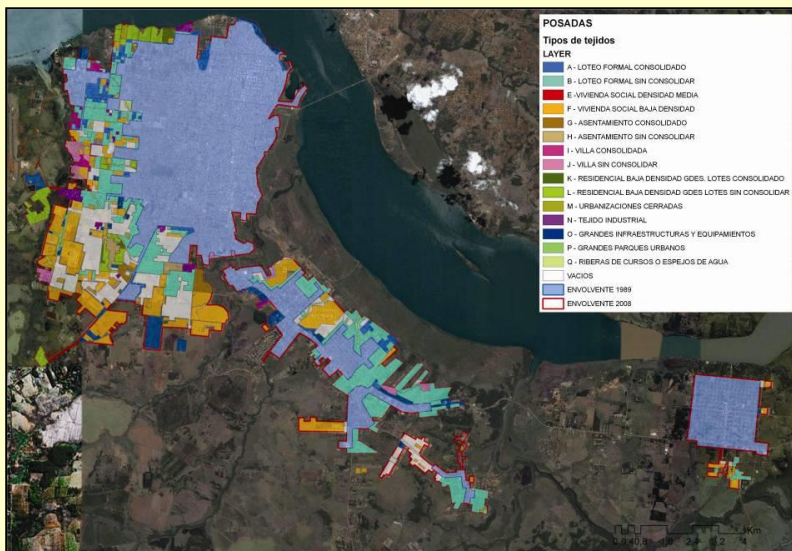 POSADAS
Tipos de tejidos
LAYER
A - LOTEO FORMAL CONSOLIDADO
B - LOTEO FORMAL SIN CONSOLIDAR
E -VIVIENDA SOCIAL DENSIDAD MEDIA
F - VIVIENDA SOCIAL BAJA DENSIDAD
G - ASENTAMIENTO CONSOLIDADO
H - ASENTAMIENTO SIN CONSOLIDAR
I - VILLA CONSOLIDADA
J - VILLA SIN CONSOLIDAR
K - RESIDENCIAL BAJA DENSIDAD GDES. LOTES CONSOLIDADO
L - RESIDENCIAL BAJA DENSIDAD GDES LOTES SIN CONSOLIDAR
M - URBANIZACIONES CERRADAS
N - TEJIDO INDUSTRIAL
O - GRANDES INFRAESTRUCTURAS Y EQUIPAMIENTOS
P - GRANDES PARQUES URBANOS
Q - RIBERAS DE CURSOS O ESPEJOS DE AGUA
VACIOS
ENVOLVENTE 1989
ENVOLVENTE 2008
Km